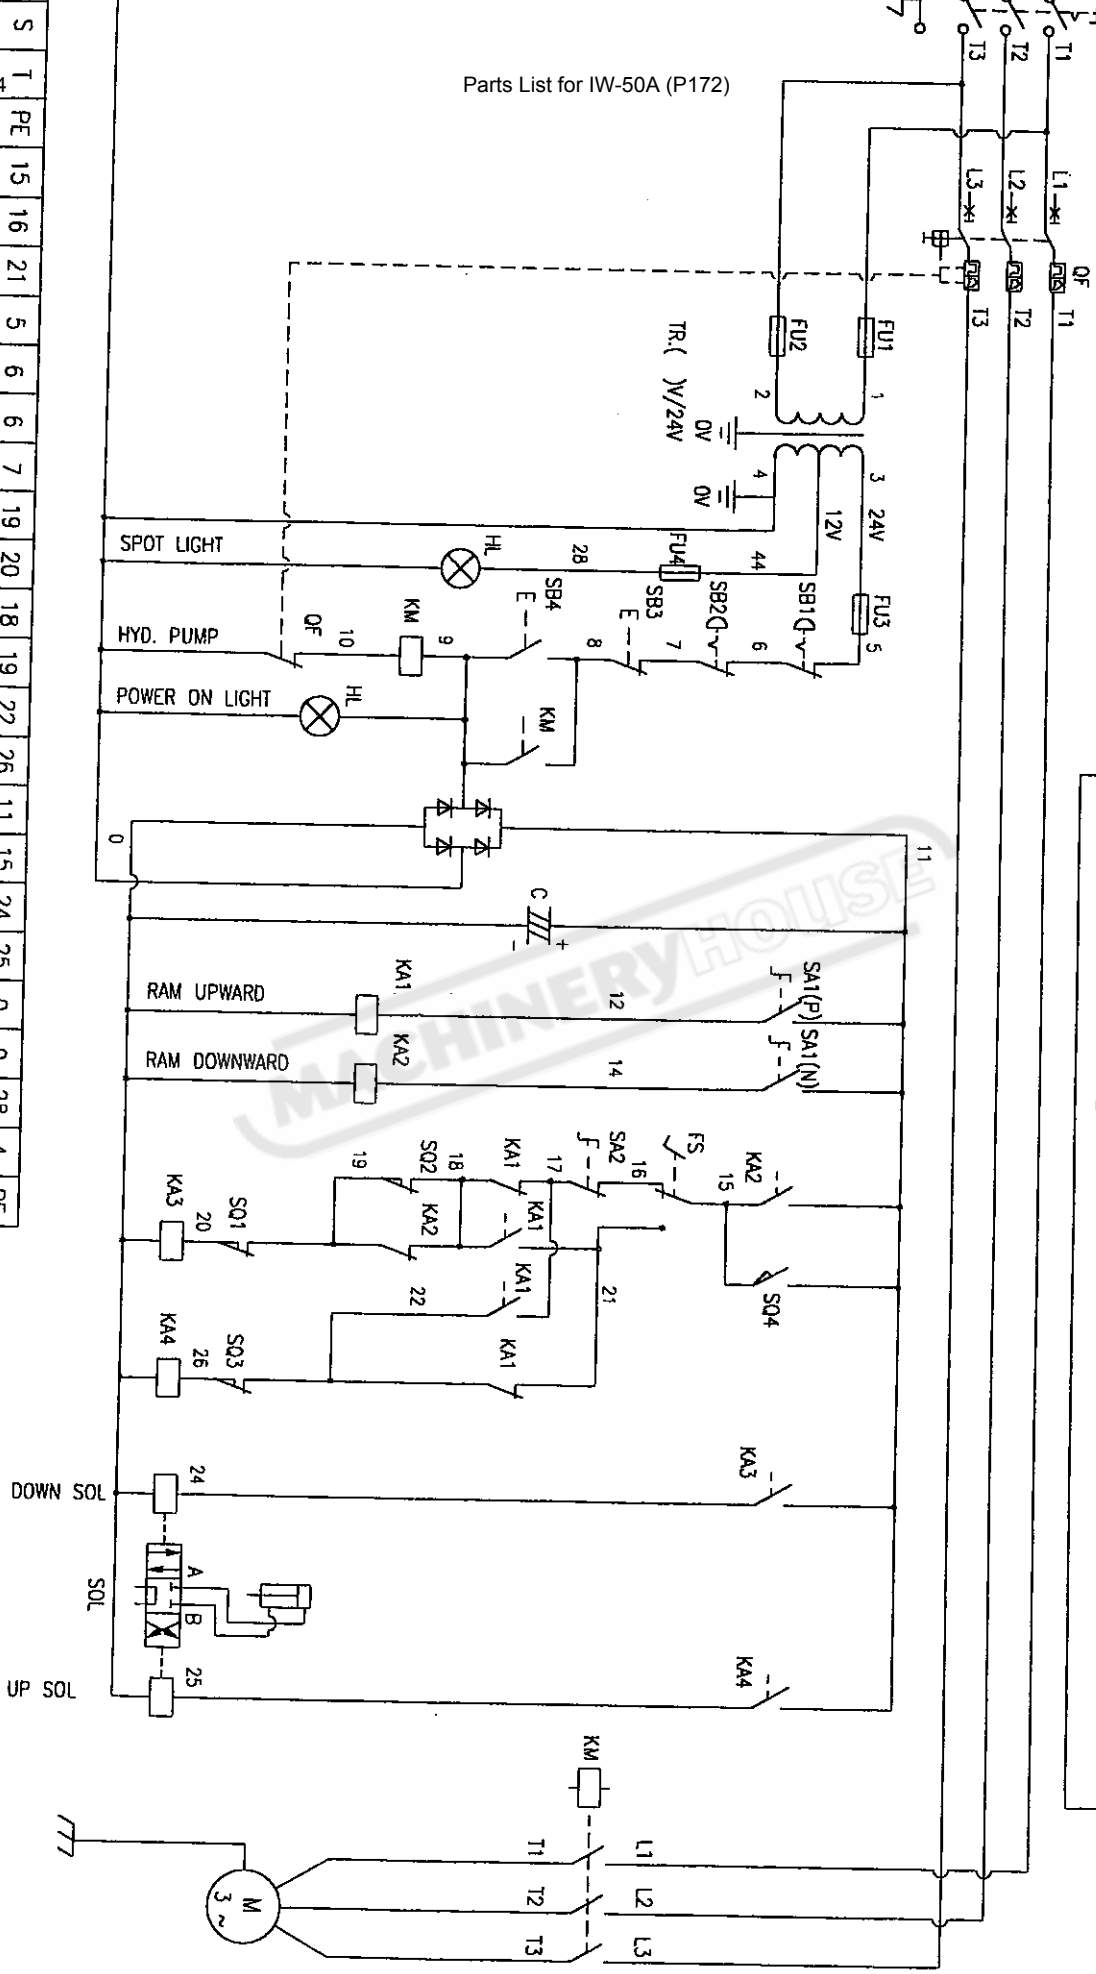 Parts List for IW-50A (P172)
T3
T2
T1
L3
L2
L1
QF
T3
T2
T1
FU2
FU1
TR.( )V/24V
2
1
0V
0V
4
3
12V
24V
SPOT LIGHT
HL
28
FU4
44
FU3
HYD. PUMP
QF
10
KM
9
SB4
E
8
SB3
E
7
SB2
6
SB1
5
POWER ON LIGHT
HL
KM
0
11
C
-
+
RAM UPWARD
KA1
12
SA1(P)
RAM DOWNWARD
KA2
14
SA1(N)
19
SQ2
18
KA1
17
SA2
16
FS
15
KA2
KA3
20
SQ1
KA2
KA1
SQ4
22
KA1
21
KA4
26
SQ3
KA1
DOWN SOL
24
KA3
SOL
A
B
UP SOL
25
KA4
KM
M
3 ~
T1
L1
T2
L2
T3
L3
S
T
PE
15
16
21
5
6
6
7
19
20
18
19
22
26
11
15
24
25
MACHINERYHOUSE